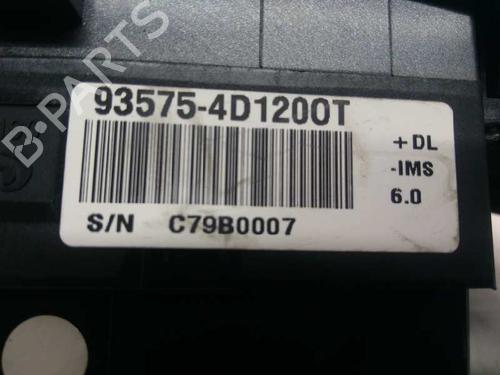 B-PARTS
93575-4D1200T
+DL
-IMS
6.0
S/N C79B0007